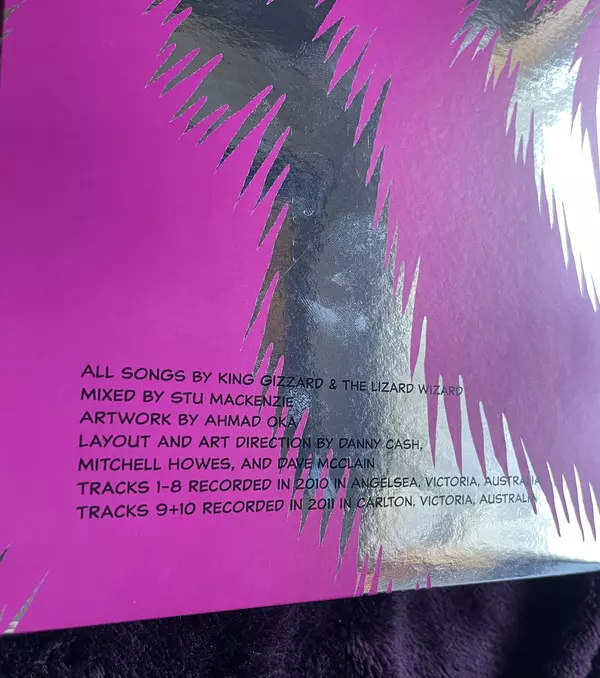 ALL SONGS BY KING GIZZARD & THE LIZARD WIZARD
MIXED BY STU MACKENZIE
ARTWORK BY AHMAD OKA
LAYOUT AND ART DIRECTION BY DANNY CASH,
MITCHELL HOWES, AND DAVE MCCLAIN
TRACKS 1-8 RECORDED IN 2010 IN ANGELSEA, VICTORIA, AUSTRALIA
TRACKS 9+10 RECORDED IN 2011 IN CARLTON, VICTORIA, AUSTRALIA